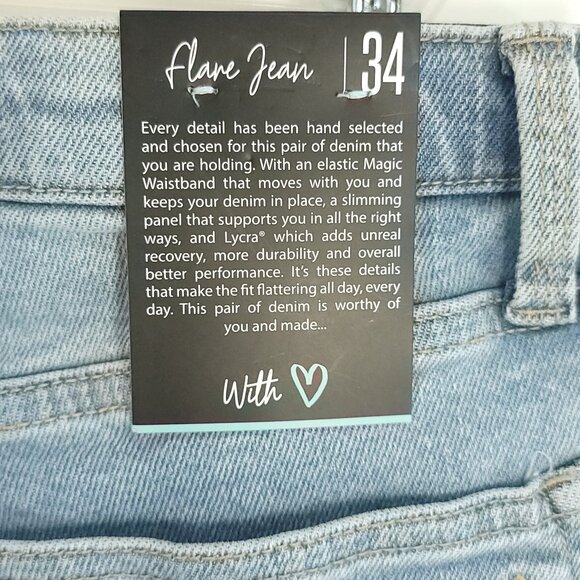 Flare Jean | 34
Every detail has been hand selected
and chosen for this pair of denim that
you are holding. With an elastic Magic
Waistband that moves with you and
keeps your denim in place, a slimming
panel that supports you in all the right
ways, and Lycra® which adds unreal
recovery, more durability and overall
better performance. It's these details
that make the fit flattering all day, every
day. This pair of denim is worthy of
you and made...
With ♡